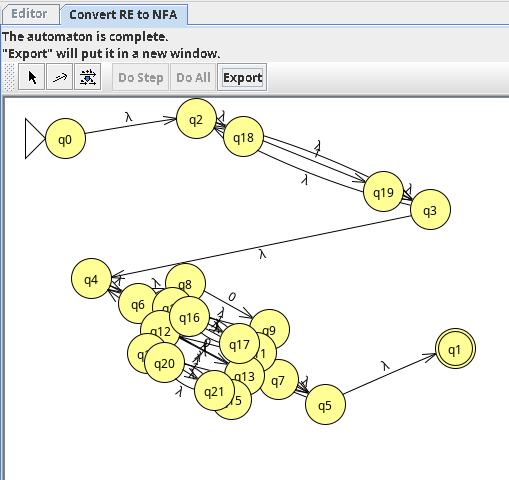 Editor
Convert RE to NFA
The automaton is complete.
"Export" will put it in a new window.
Do Step
Do All
Export
λ
q2
λ
q0
q18
λ
λ
q19
λ
q3
λ
q4
λ
λ
q8
q6
0
q16
λ
q9
q12
q17
q1
λ
q20
q13
q7
λ
λ
q21
q5